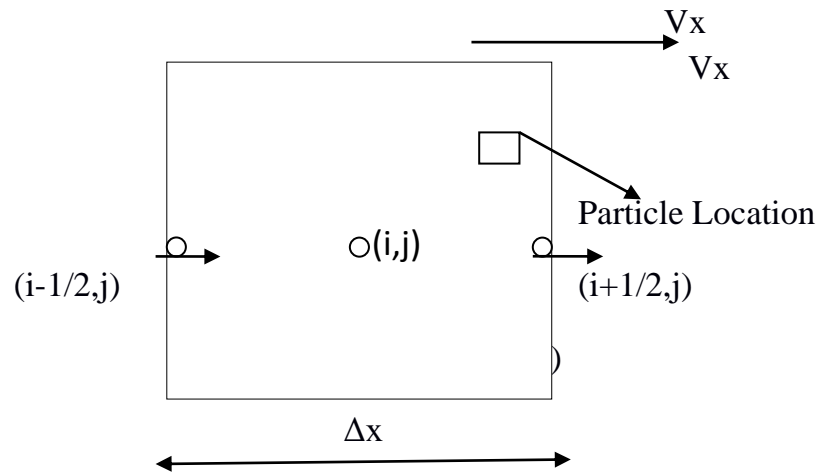 Vx
Vx
Particle Location
(i,j)
(i-1/2,j)
(i+1/2,j)
)
Δx